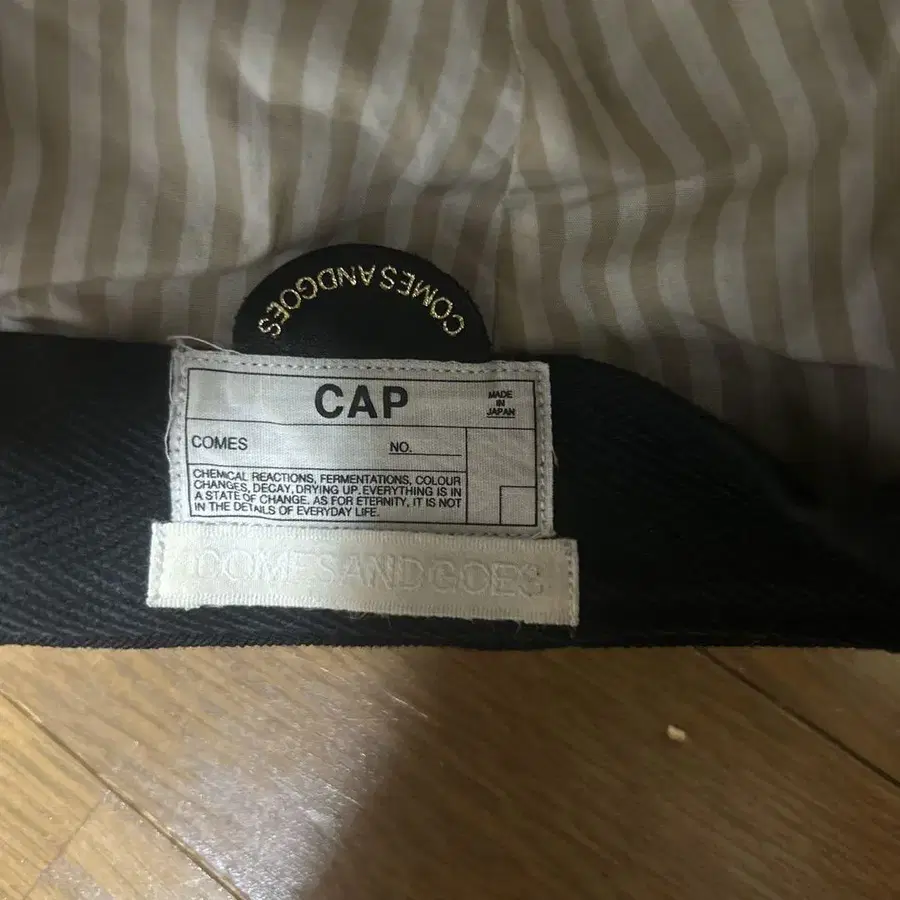 COMESANDGOES
CAP
MADE
IN
JAPAN
COMES
NO.
CHEMICAL REACTIONS, FERMENTATIONS, COLOUR
CHANGES, DECAY, DRYING UP. EVERYTHING IS IN
A STATE OF CHANGE. AS FOR ETERNITY, IT IS NOT
IN THE DETAILS OF EVERYDAY LIFE.
COMESANDGOES